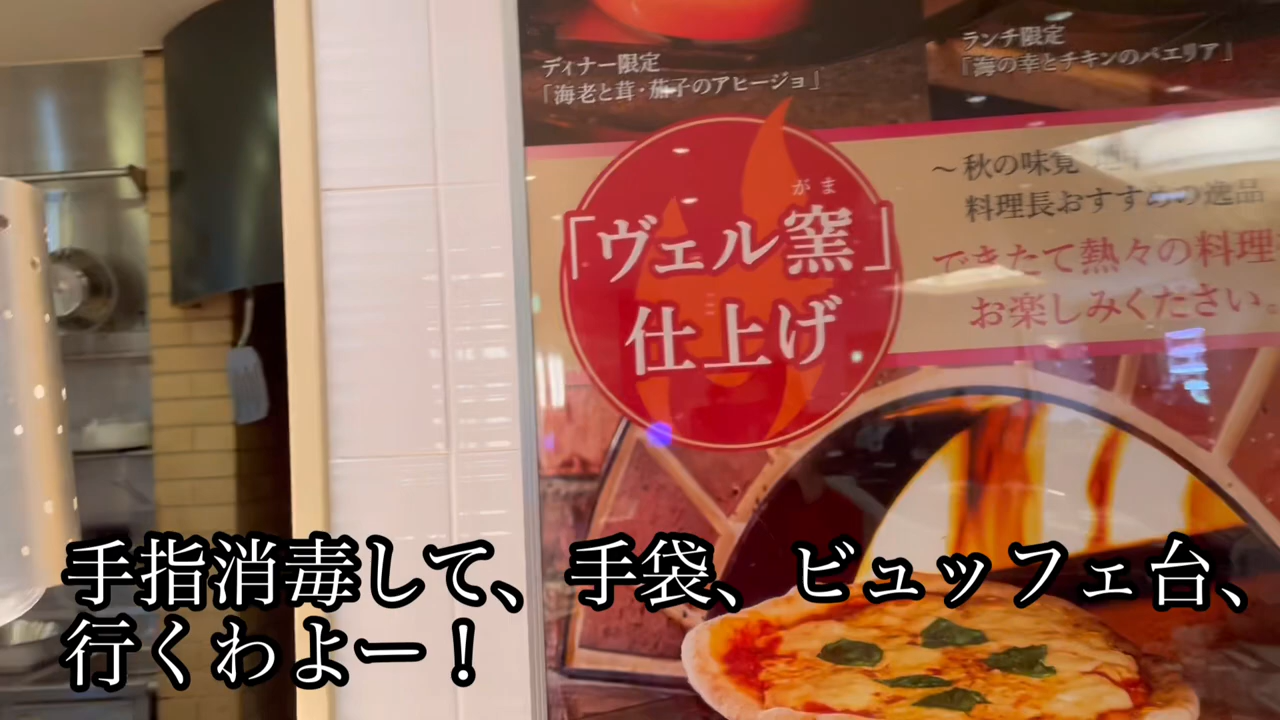 ディナー限定
「海老と茸・茄子のアヒージョ」
ランチ限定
「海の幸とチキンのパエリア」
がま
「ヴェル窯」
仕上げ
～秋の味覚
料理長おすすめの逸品
できたて熱々の料理
お楽しみください。
手指消毒して、手袋、ビュッフェ台、
行くわよー！